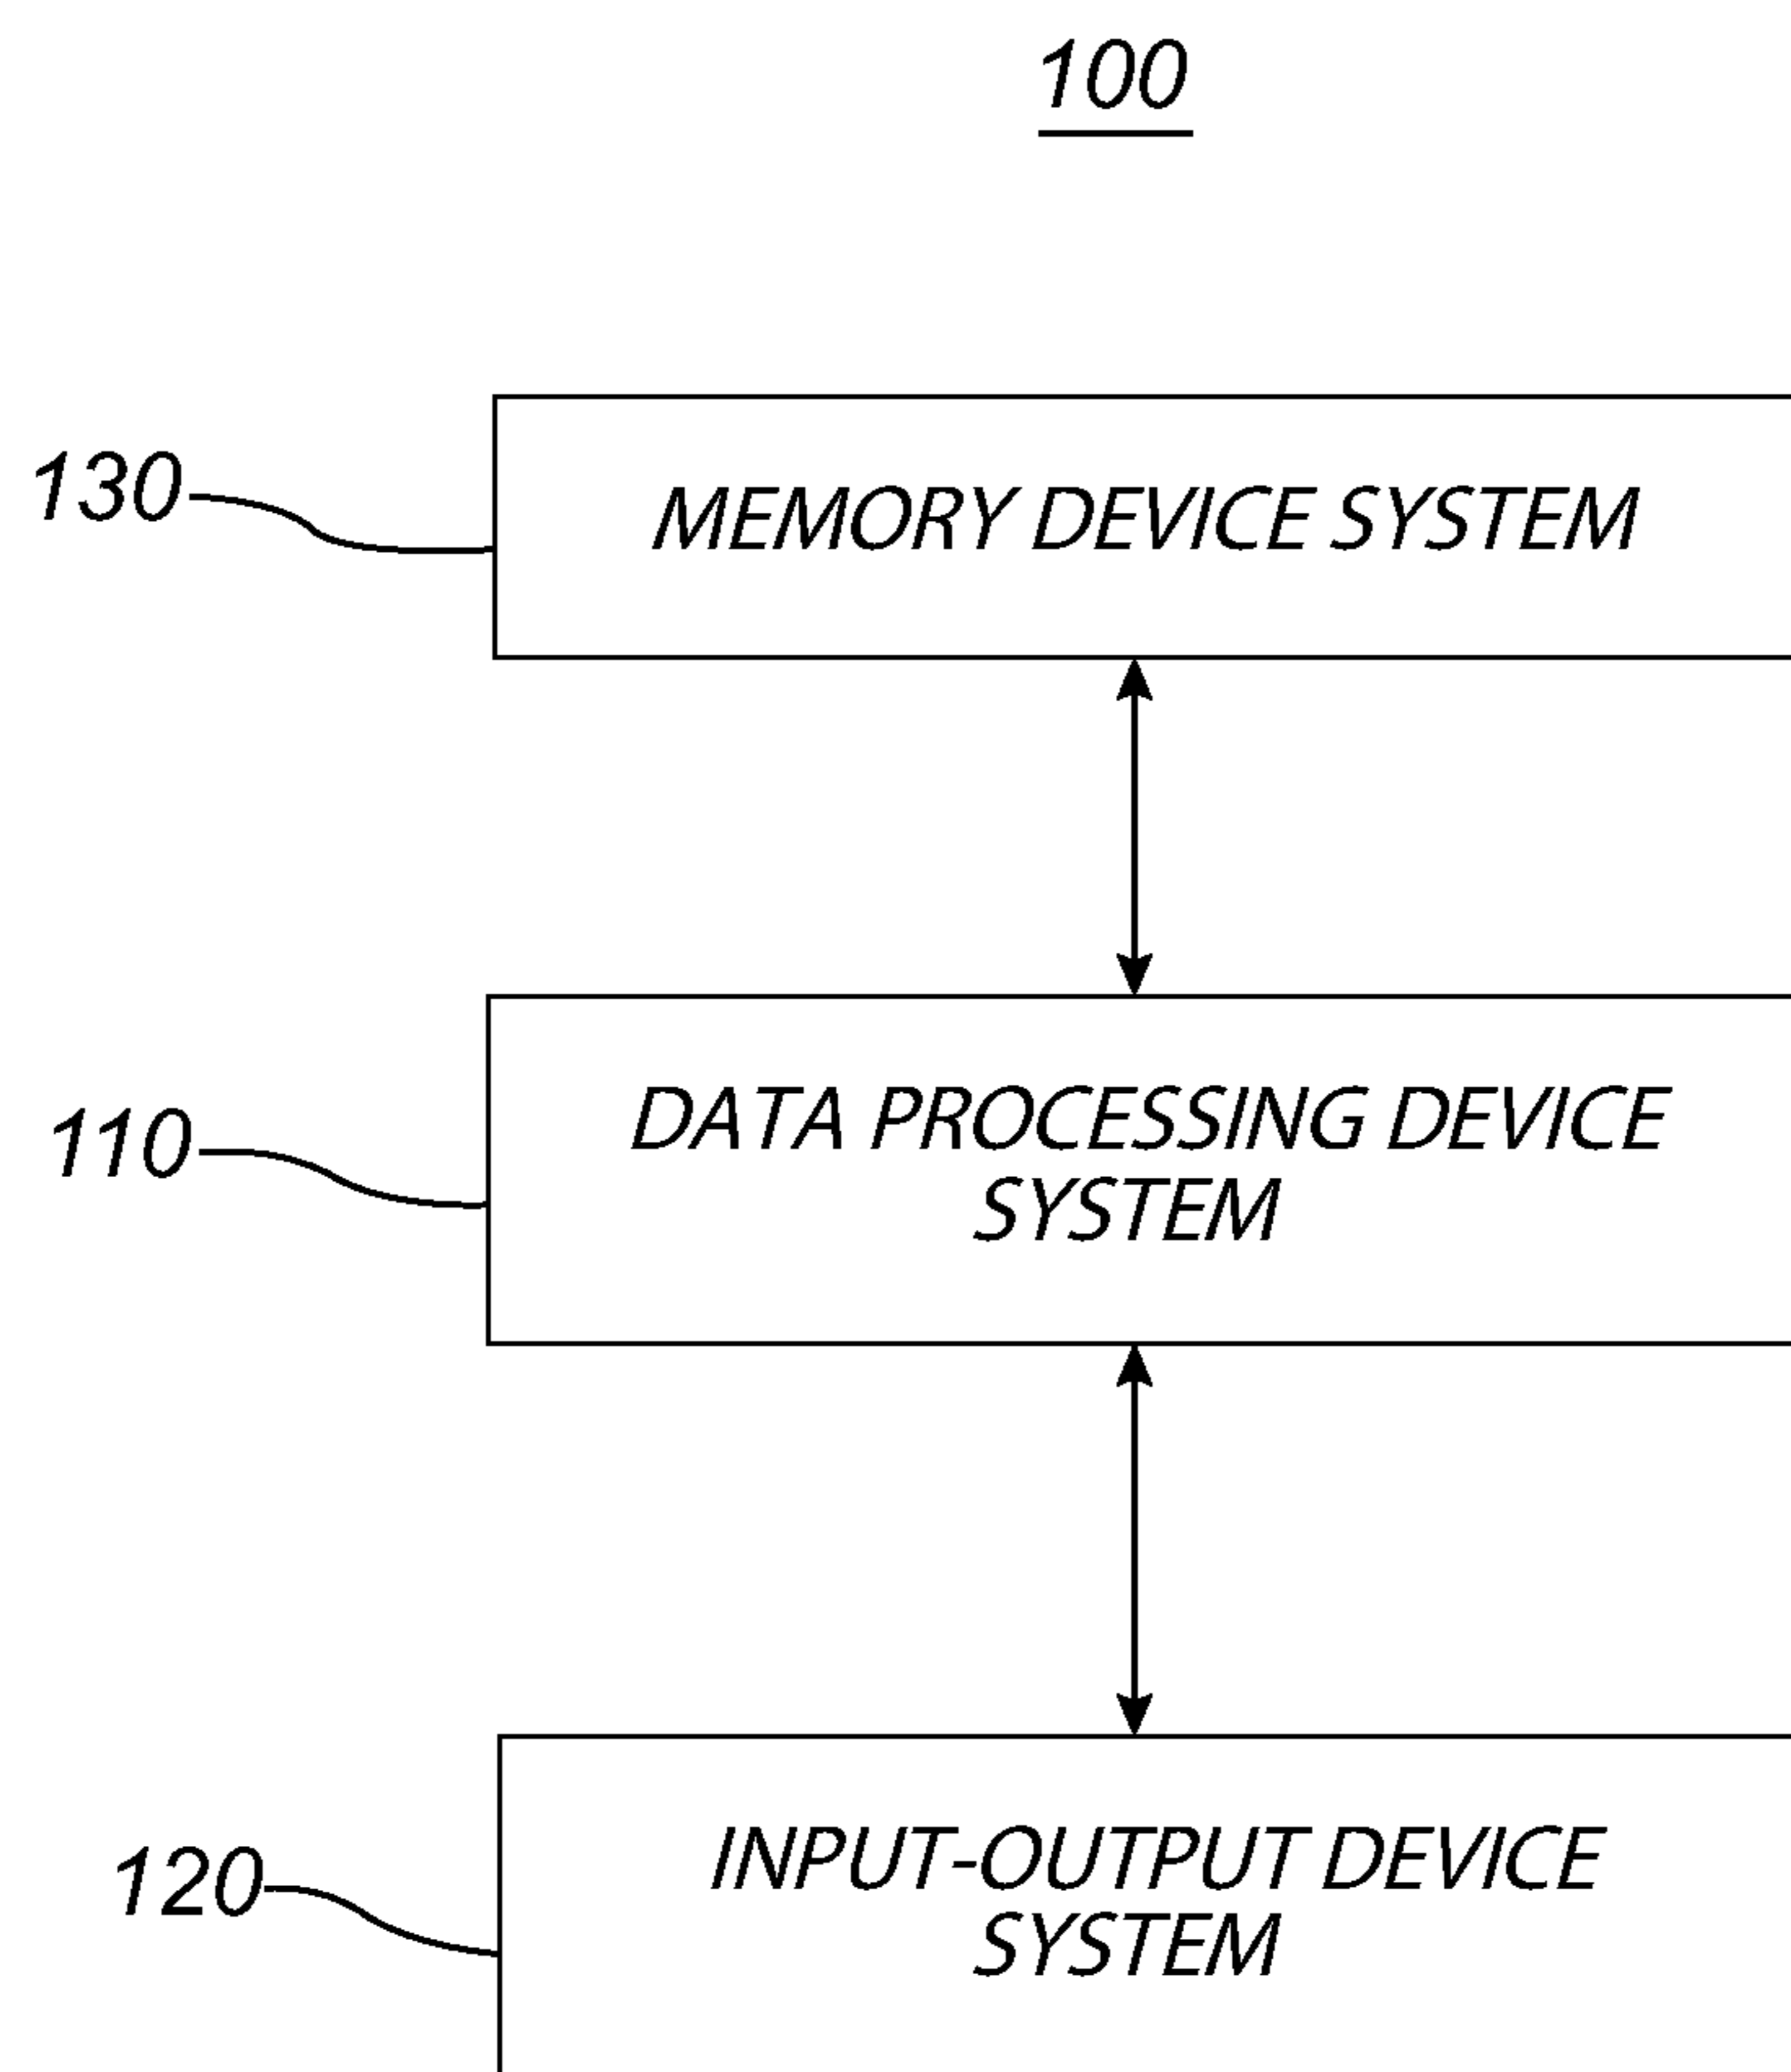 100
130
MEMORY DEVICE SYSTEM
110
DATA PROCESSING DEVICE
SYSTEM
120
INPUT-OUTPUT DEVICE
SYSTEM